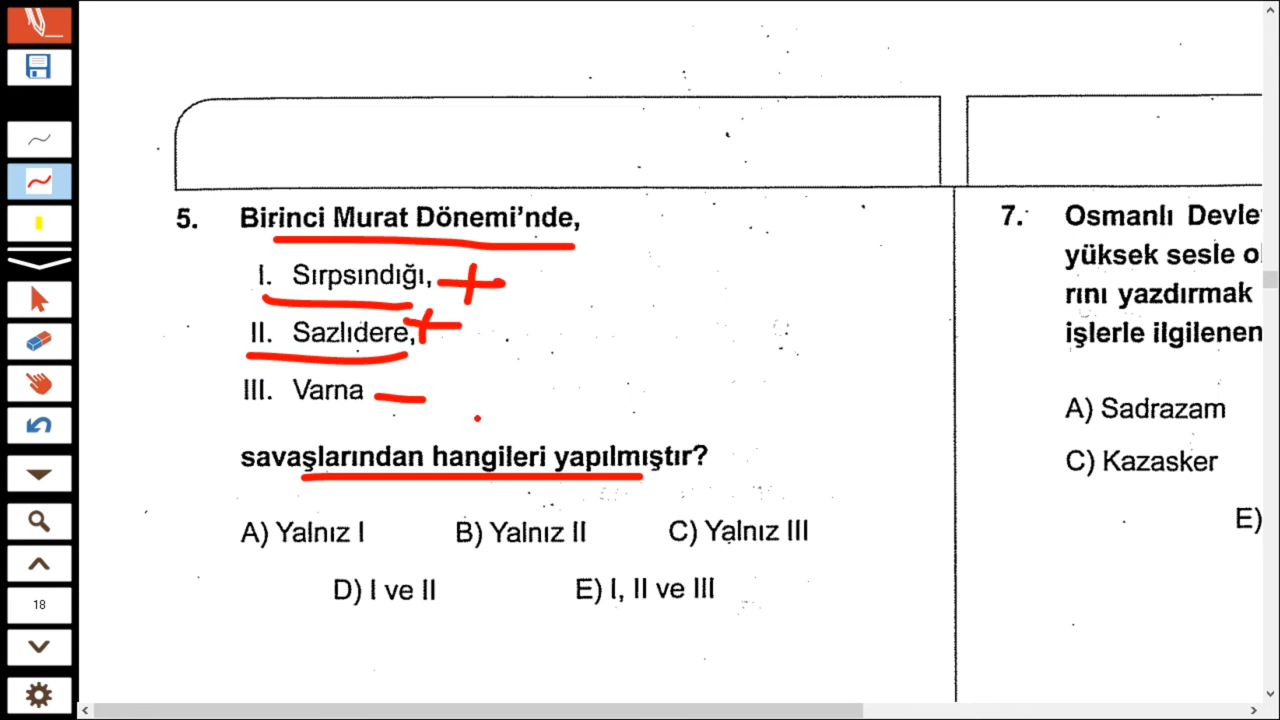 5. Birinci Murat Dönemi'nde,
I. Sırpsındığı,
II. Sazlıdere,
III. Varna
savaşlarından hangileri yapılmıştır?
A) Yalnız I B) Yalnız II C) Yalnız III
D) I ve II E) I, II ve III
7. Osmanlı Devle
yüksek sesle o
rını yazdırmak
işlerle ilgilenen
A) Sadrazam
C) Kazasker
E)
18